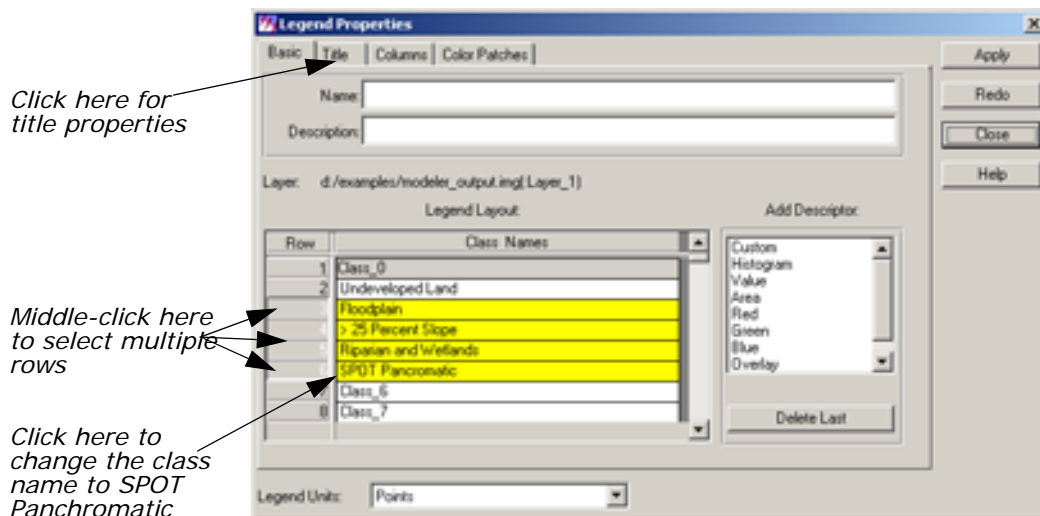 Legend Properties
Basic Title Columns Color Patches
Apply
Redo
Close
Help
Click here for
title properties
Name:
Description:
Layer: d:/examples/modeler_output.img(:Layer_1)
Legend Layout:
Add Descriptor:
Row Class Names
1 Class_0
2 Undeveloped Land
Floodplain
> 25 Percent Slope
Riparian and Wetlands
SPOT Pancromatic
7 Class_6
8 Class_7
Custom
Histogram
Value
Area
Red
Green
Blue
Overlay
Delete Last
Middle-click here
to select multiple
rows
Click here to
change the class
name to SPOT
Panchromatic
Legend Units: Points